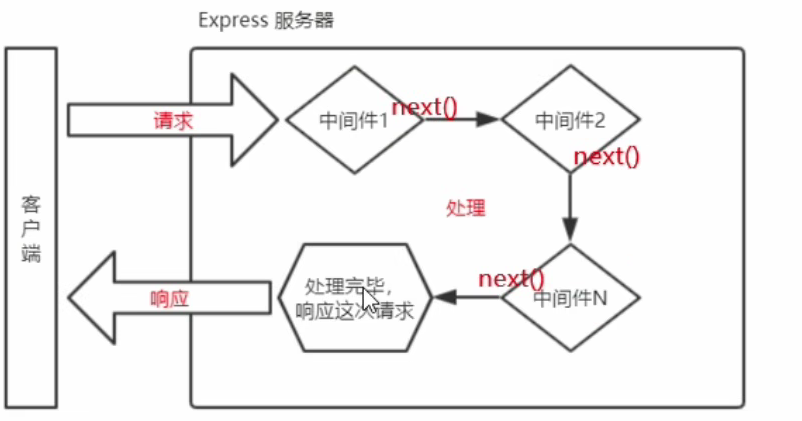 Express 服务器
请求
中间件1
next()
中间件2
next()
客户端
处理
next()
中间件N
处理完毕，
响应这次请求
响应